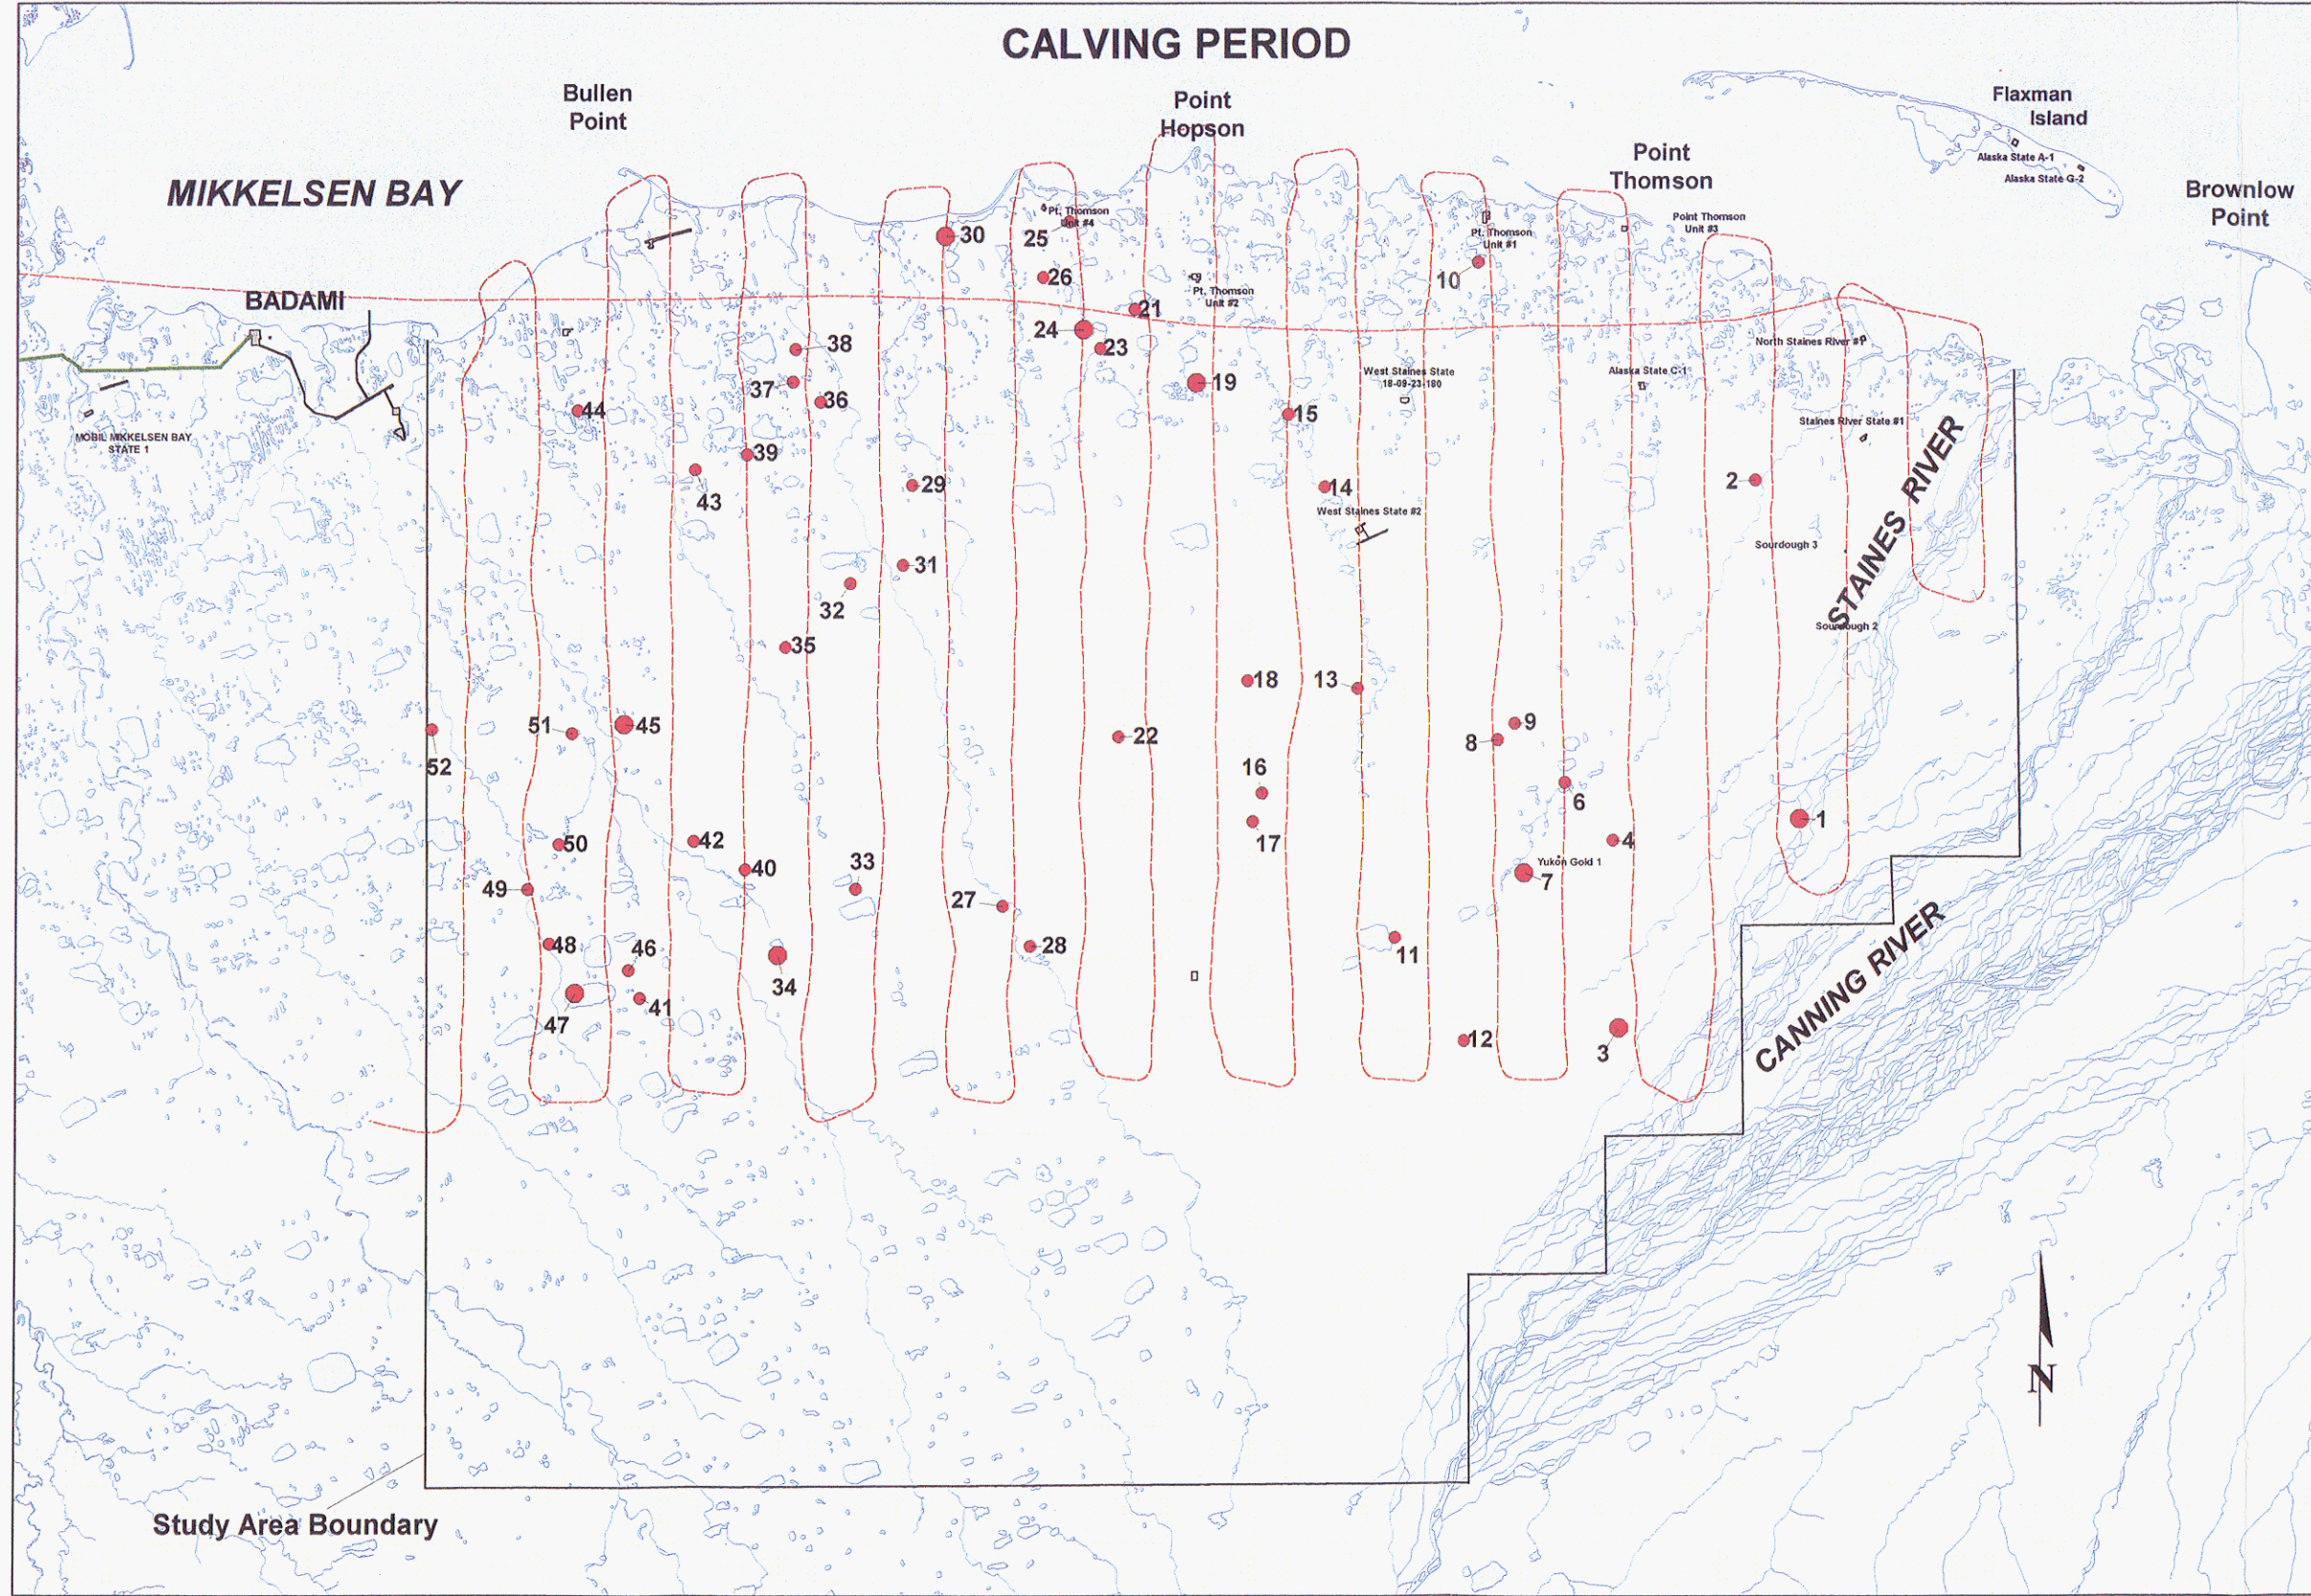 CALVING PERIOD
Bullen
Point
Point
Hopson
Flaxman
Island
Alaska State A-1
Alaska State G-2
Point
Thomson
Brownlow
Point
MIKKELSEN BAY
Pt. Thomson
Unit #4
Point Thomson
Unit #3
Pt. Thomson
Unit #1
30
25
26
10
Pt. Thomson
Unit #2
BADAMI
21
24
23
38
North Staines River #1
37
36
19
West Staines State
18-09-23-180
Alaska State C-1
44
15
MOBIL MIKKELSEN BAY
STATE 1
Staines River State #1
39
43
29
14
2
West Staines State #2
STAINES RIVER
Sourdough 3
31
32
Sourdough 2
35
18
13
51
45
22
9
8
52
16
6
50
42
17
4
1
49
40
33
Yukon Gold 1
7
27
48
46
28
11
34
47
41
12
3
CANNING RIVER
N
Study Area Boundary